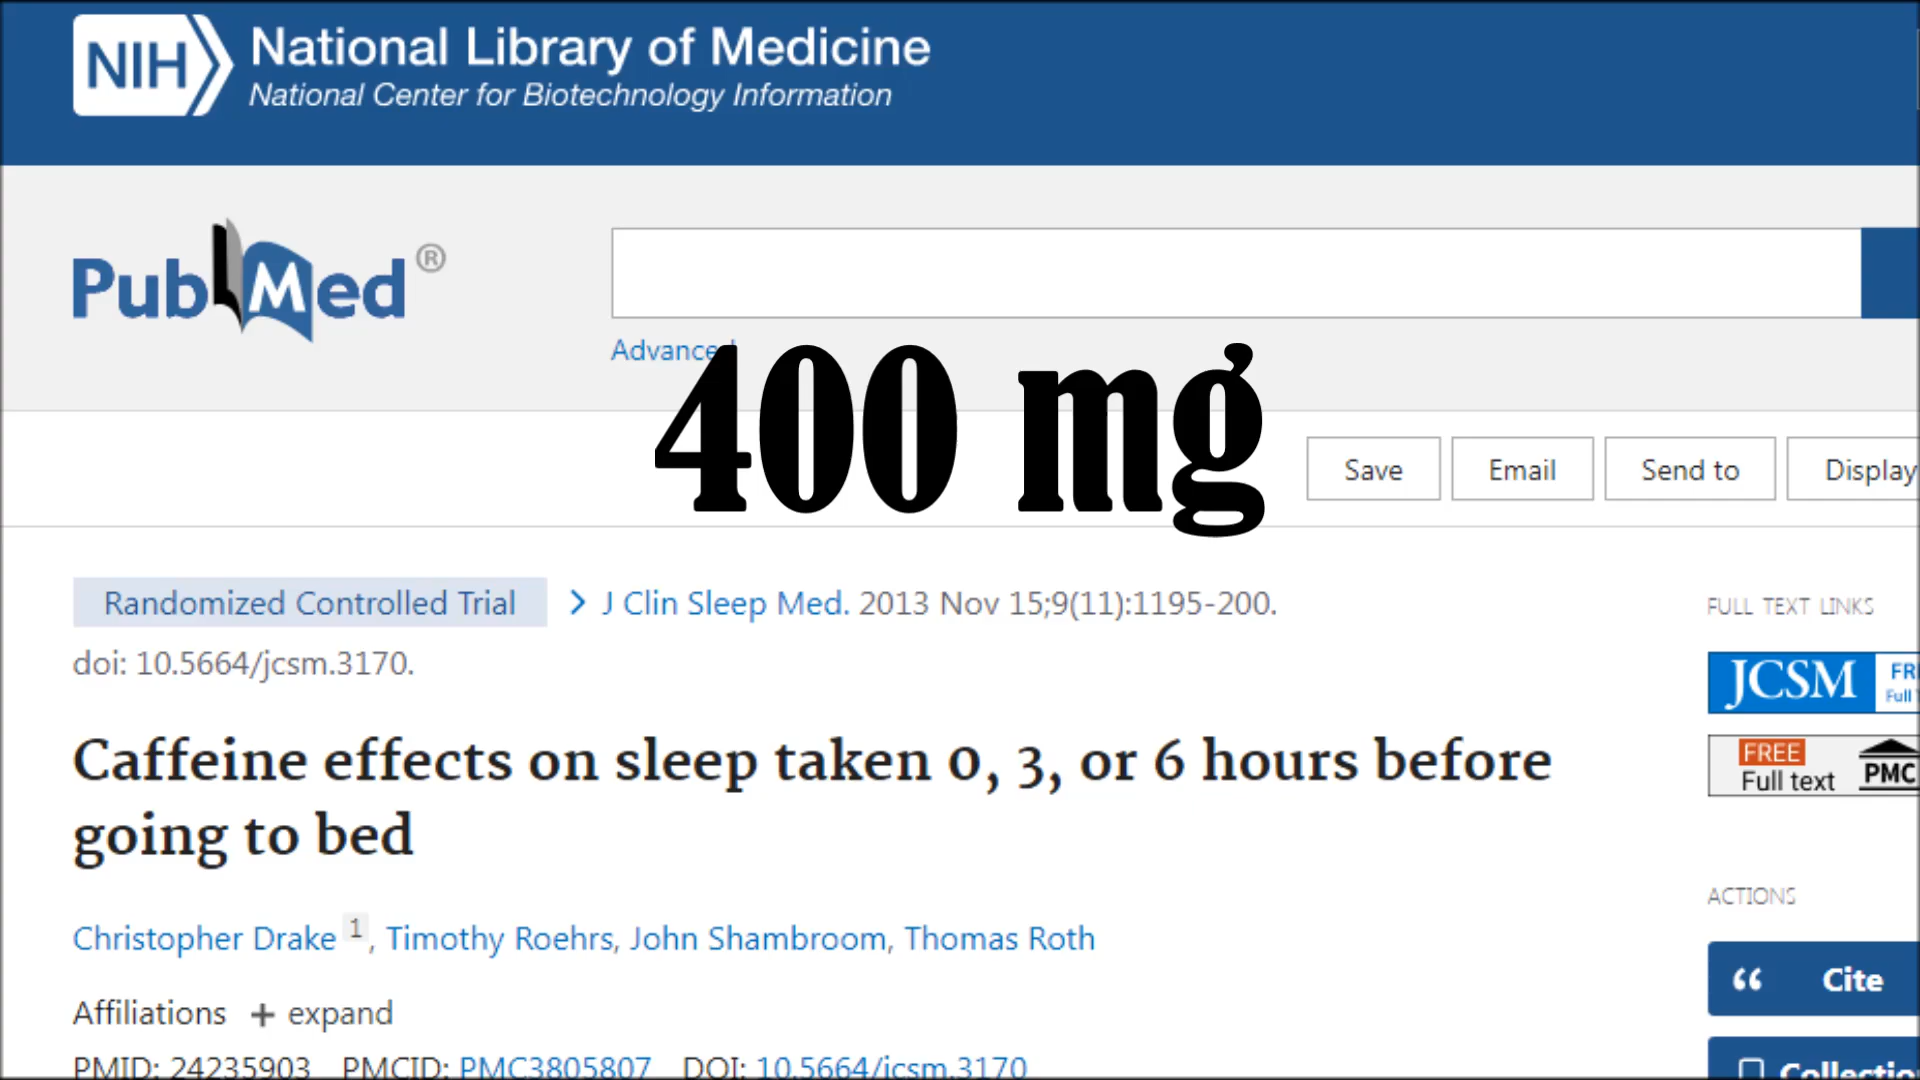 NIH National Library of Medicine
National Center for Biotechnology Information
PubMed®
Advanced
400 mg
Save Email Send to Display
Randomized Controlled Trial > J Clin Sleep Med. 2013 Nov 15;9(11):1195-200.
doi: 10.5664/jcsm.3170.
FULL TEXT LINKS
JCSM
Full
FREE
Full text PMC
Caffeine effects on sleep taken 0, 3, or 6 hours before
going to bed
ACTIONS
Christopher Drake 1, Timothy Roehrs, John Shambroom, Thomas Roth
“ Cite
Affiliations + expand
PMID: 24235903 PMCID: PMC3805807 DOI: 10.5664/jcsm.3170